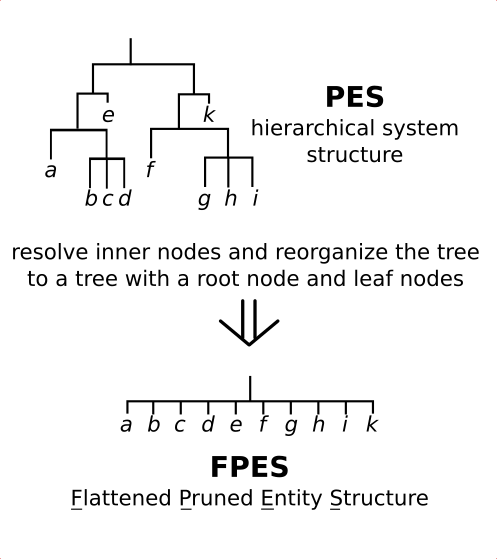 e
k
PES
hierarchical system
structure
a
f
b c d
g h i
resolve inner nodes and reorganize the tree
to a tree with a root node and leaf nodes
a b c d e f g h i k
FPES
Flattened Pruned Entity Structure